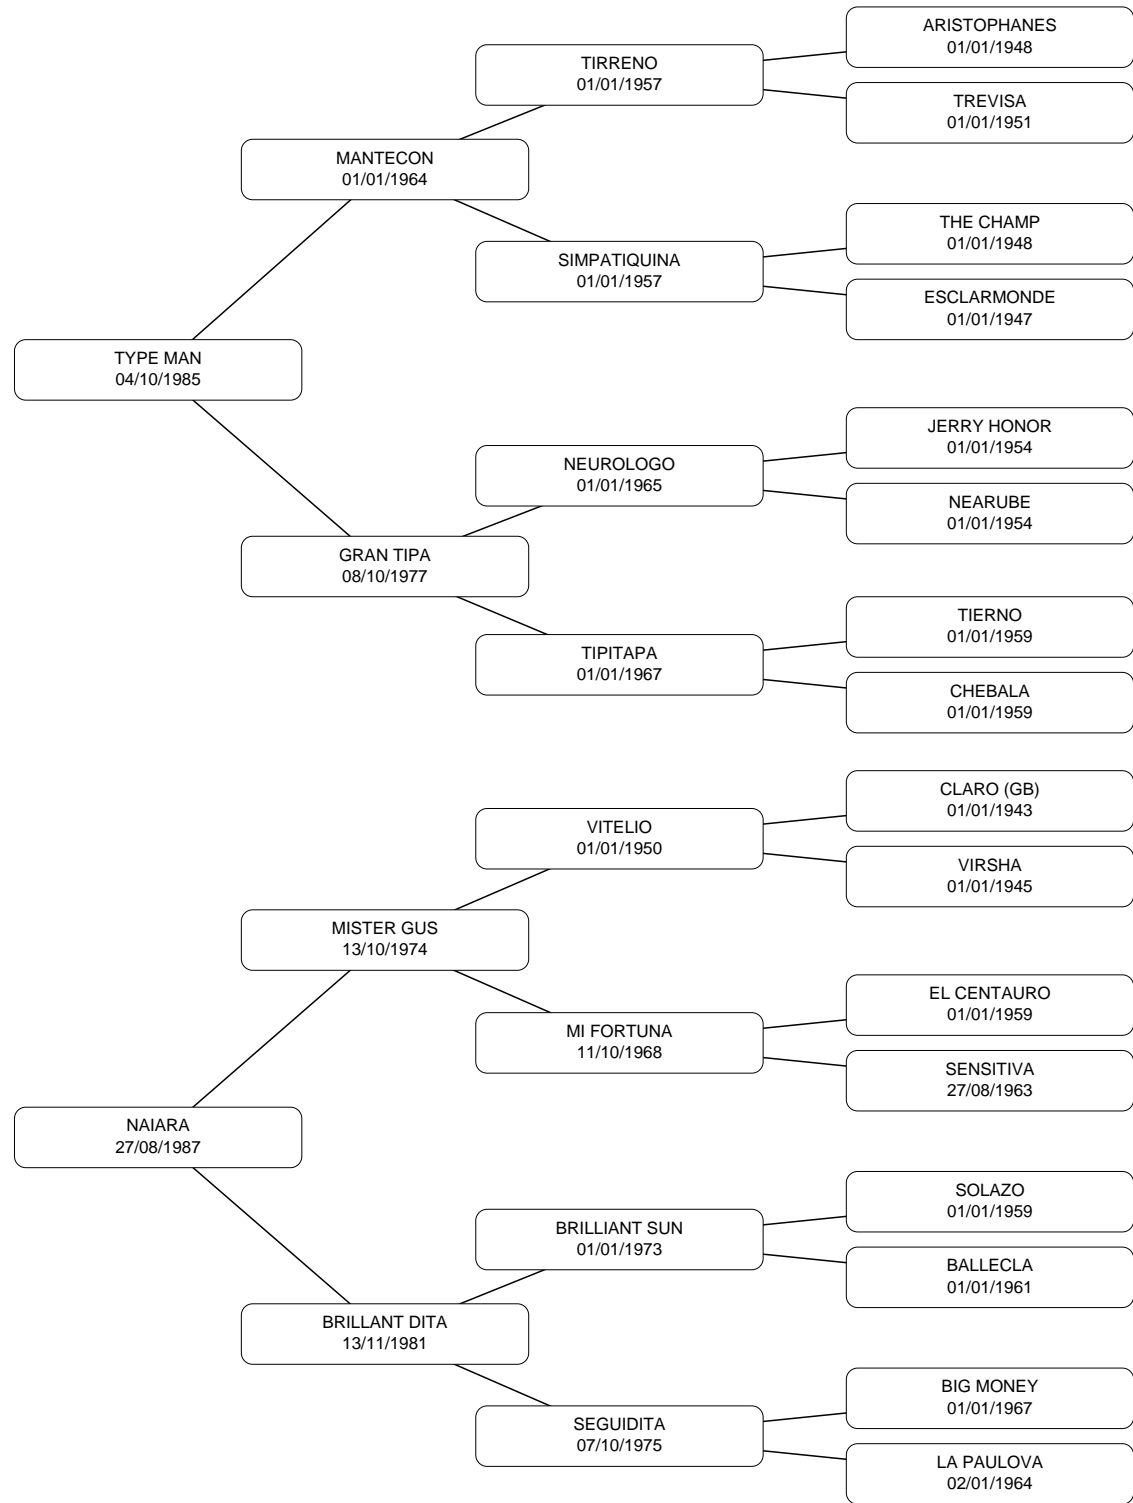 ARISTOPHANES
01/01/1948
TIRRENO
01/01/1957
TREVISA
01/01/1951
MANTECON
01/01/1964
THE CHAMP
01/01/1948
SIMPATIQUINA
01/01/1957
ESCLARMONDE
01/01/1947
TYPE MAN
04/10/1985
JERRY HONOR
01/01/1954
NEUROLOGO
01/01/1965
NEARUBE
01/01/1954
GRAN TIPA
08/10/1977
TIERNO
01/01/1959
TIPITAPA
01/01/1967
CHEBALA
01/01/1959
CLARO (GB)
01/01/1943
VITELIO
01/01/1950
VIRSHA
01/01/1945
MISTER GUS
13/10/1974
EL CENTAURO
01/01/1959
MI FORTUNA
11/10/1968
SENSITIVA
27/08/1963
NAIARA
27/08/1987
SOLAZO
01/01/1959
BRILLIANT SUN
01/01/1973
BALLECLA
01/01/1961
BRILLANT DITA
13/11/1981
BIG MONEY
01/01/1967
SEGUIDITA
07/10/1975
LA PAULOVA
02/01/1964